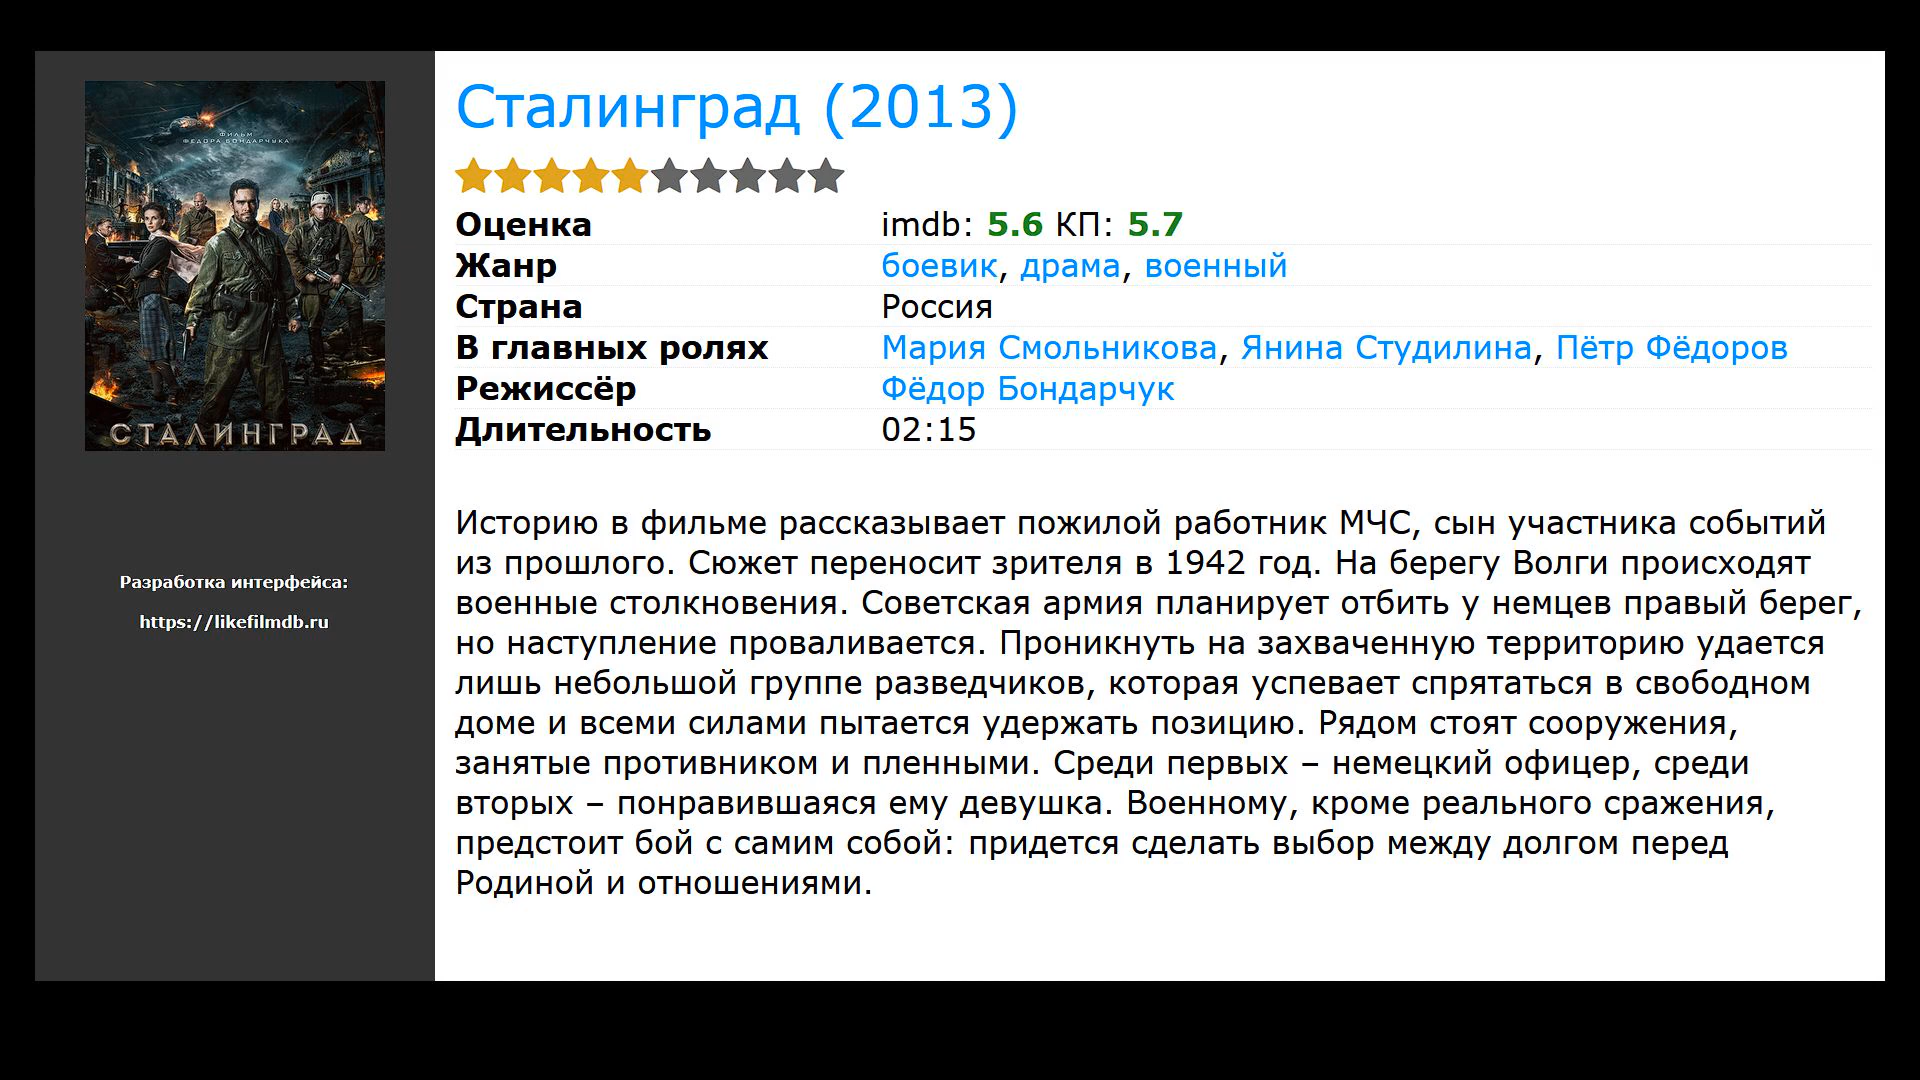 ФИЛЬМ
ФЁДОРА БОНДАРЧУКА
СТАЛИНГРАД
Разработка интерфейса:
https://likefilmdb.ru
Сталинград (2013)
Оценка imdb: 5.6 КП: 5.7
Жанр боевик, драма, военный
Страна Россия
В главных ролях Мария Смольникова, Янина Студилина, Пётр Фёдоров
Режиссёр Фёдор Бондарчук
Длительность 02:15
Историю в фильме рассказывает пожилой работник МЧС, сын участника событий
из прошлого. Сюжет переносит зрителя в 1942 год. На берегу Волги происходят
военные столкновения. Советская армия планирует отбить у немцев правый берег,
но наступление проваливается. Проникнуть на захваченную территорию удается
лишь небольшой группе разведчиков, которая успевает спрятаться в свободном
доме и всеми силами пытается удержать позицию. Рядом стоят сооружения,
занятые противником и пленными. Среди первых – немецкий офицер, среди
вторых – понравившаяся ему девушка. Военному, кроме реального сражения,
предстоит бой с самим собой: придется сделать выбор между долгом перед
Родиной и отношениями.